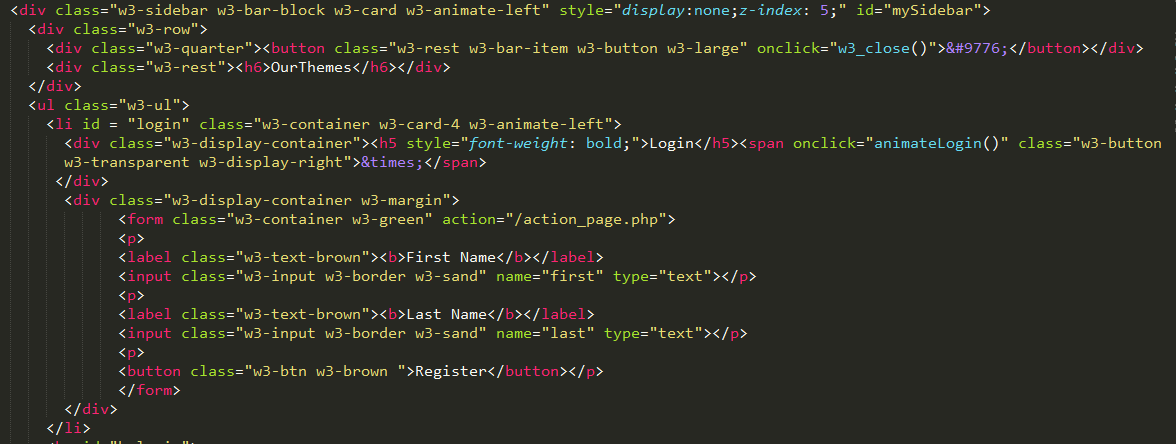 <div class="w3-sidebar w3-bar-block w3-card w3-animate-left" style="display:none;z-index: 5;" id="mySidebar">
<div class="w3-row">
<div class="w3-quarter"><button class="w3-rest w3-bar-item w3-button w3-large" onclick="w3_close()">&#9776;</button></div>
<div class="w3-rest"><h6>OurThemes</h6></div>
</div>
<ul class="w3-ul">
<li id = "login" class="w3-container w3-card-4 w3-animate-left">
<div class="w3-display-container"><h5 style="font-weight: bold;">Login</h5><span onclick="animateLogin()" class="w3-button
w3-transparent w3-display-right">&times;</span>
</div>
<div class="w3-display-container w3-margin">
<form class="w3-container w3-green" action="/action_page.php">
<p>
<label class="w3-text-brown"><b>First Name</b></label>
<input class="w3-input w3-border w3-sand" name="first" type="text"></p>
<p>
<label class="w3-text-brown"><b>Last Name</b></label>
<input class="w3-input w3-border w3-sand" name="last" type="text"></p>
<p>
<button class="w3-btn w3-brown ">Register</button></p>
</form>
</div>
</li>